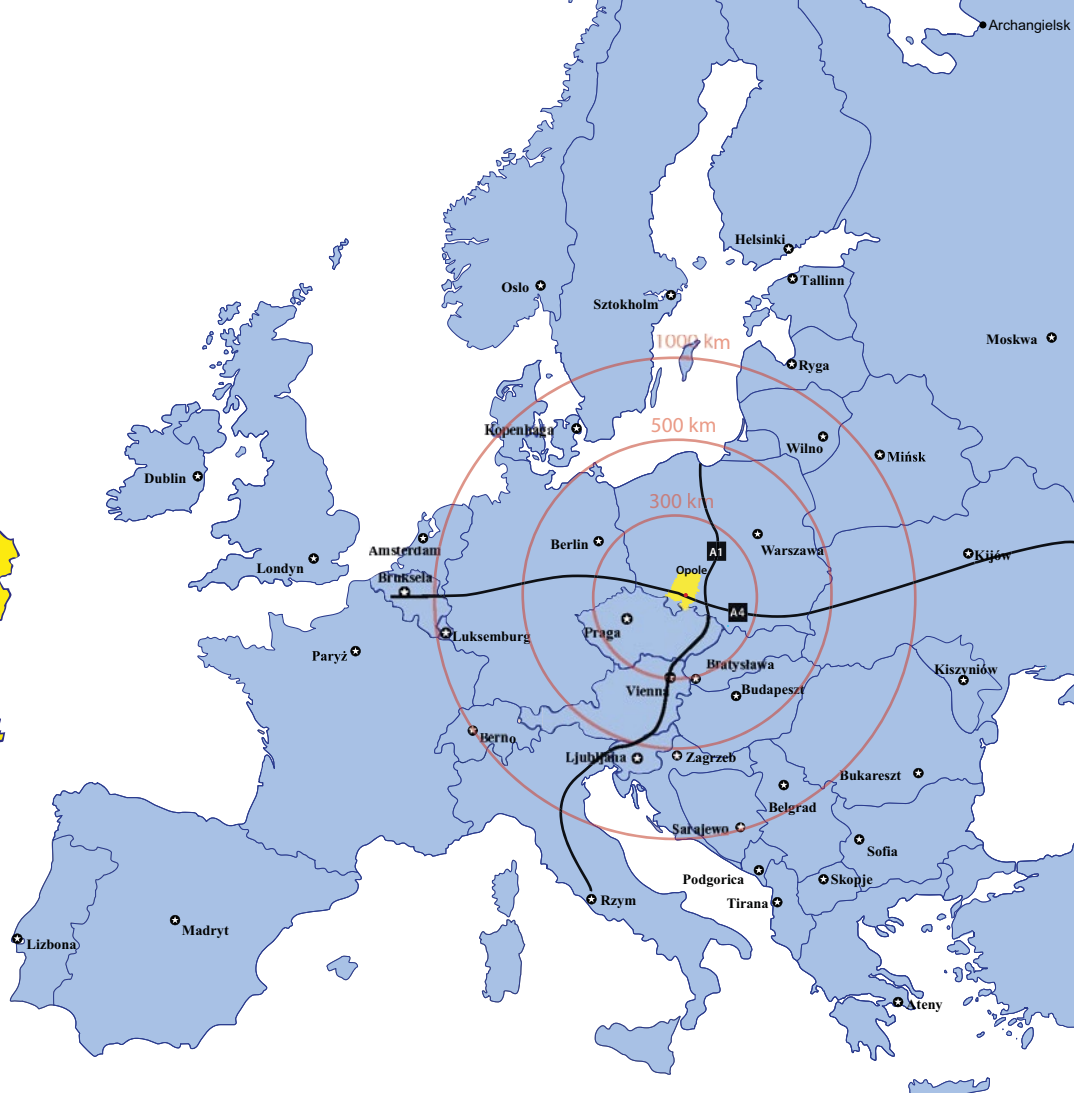 Archangielsk
Helsinki
Tallinn
Oslo
Sztokholm
Moskwa
1000 km
Ryga
Kopenhaga
500 km
Wilno
Mińsk
Dublin
300 km
Amsterdam
Berlin
A1
Warszawa
Kijów
Londyn
Opole
Bruksela
A4
Praga
Luksemburg
Paryż
Bratysława
Kiszyniów
Vienna
Budapeszt
Berno
Ljubljana
Zagrzeb
Bukareszt
Belgrad
Sarajewo
Sofia
Podgorica
Skopje
Rzym
Tirana
Madryt
Lizbona
Ateny